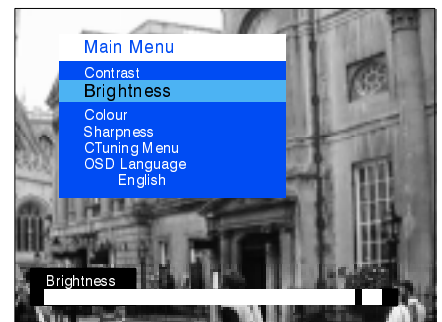 Main Menu
Contrast
Brightness
Colour
Sharpness
CTuning Menu
OSD Language
English
Brightness